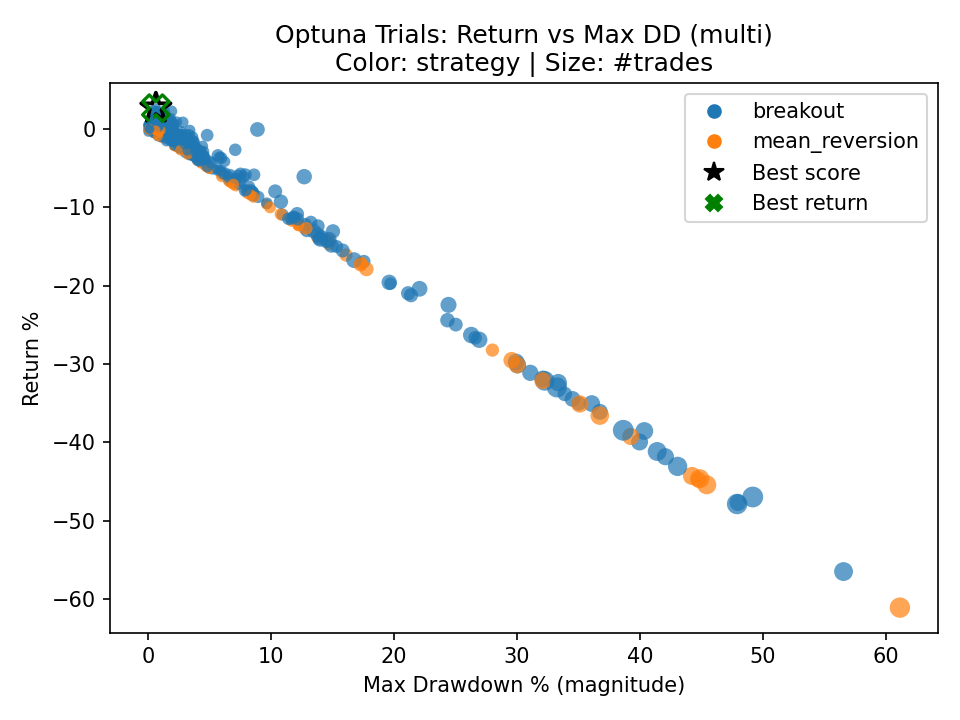 Optuna Trials: Return vs Max DD (multi)
Color: strategy | Size: #trades
breakout
mean_reversion
Best score
Best return
Return %
0
−10
−20
−30
−40
−50
−60
0 10 20 30 40 50 60
Max Drawdown % (magnitude)